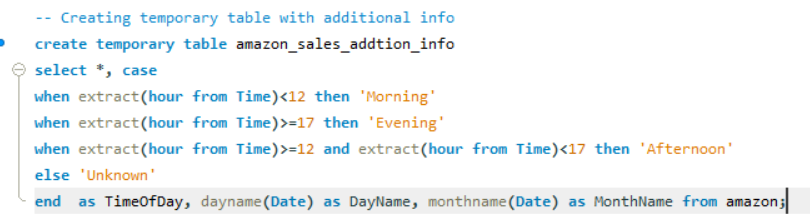 -- Creating temporary table with additional info
create temporary table amazon_sales_addtion_info
select *, case
when extract(hour from Time)<12 then 'Morning'
when extract(hour from Time)>=17 then 'Evening'
when extract(hour from Time)>=12 and extract(hour from Time)<17 then 'Afternoon'
else 'Unknown'
end  as TimeOfDay, dayname(Date) as DayName, monthname(Date) as MonthName from amazon;